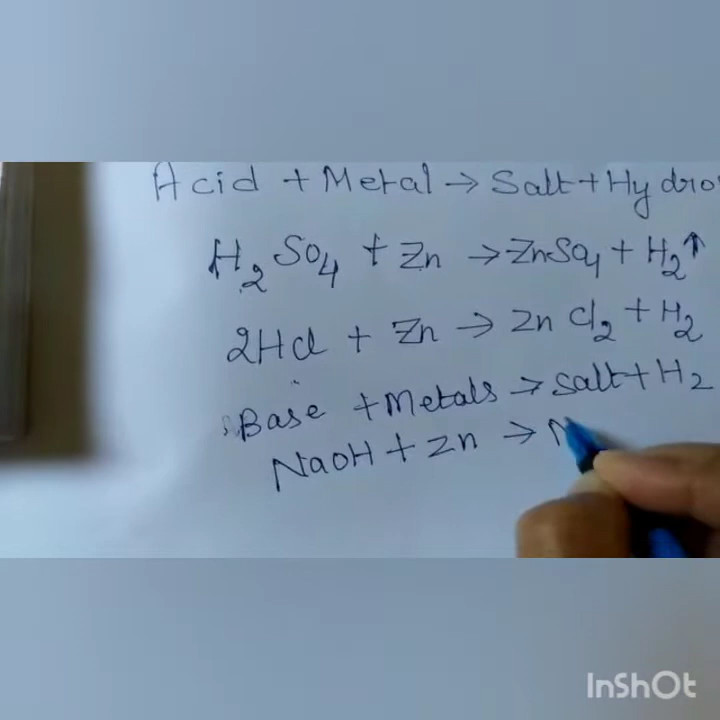 Acid + Metal → Salt + Hydro
H₂SO₄ + Zn → ZnSO₄ + H₂↑
2HCl + Zn → ZnCl₂ + H₂
Base + Metals → Salt + H₂
NaOH + Zn → N
InShOt